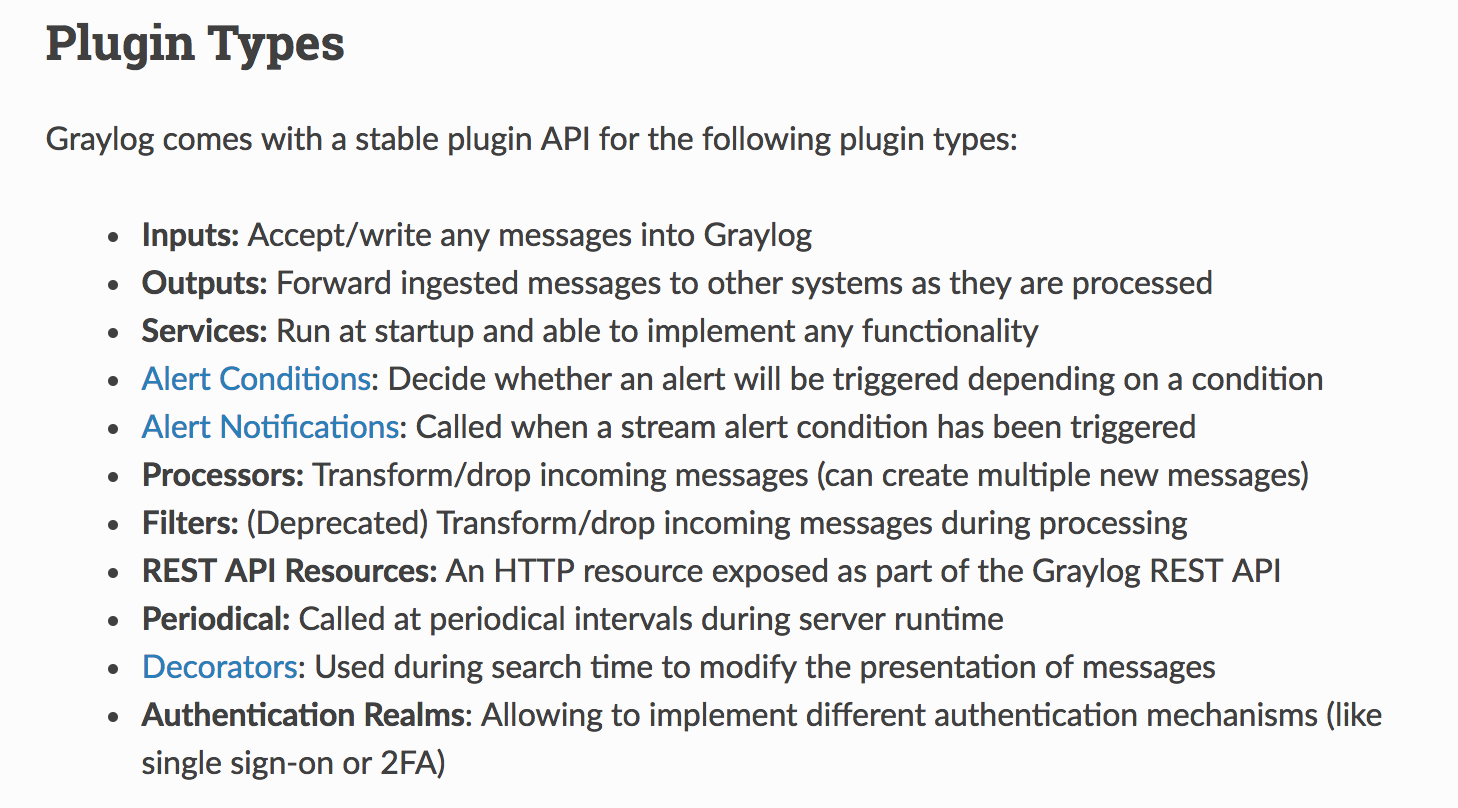 Plugin Types
Graylog comes with a stable plugin API for the following plugin types:
• Inputs: Accept/write any messages into Graylog
• Outputs: Forward ingested messages to other systems as they are processed
• Services: Run at startup and able to implement any functionality
• Alert Conditions: Decide whether an alert will be triggered depending on a condition
• Alert Notifications: Called when a stream alert condition has been triggered
• Processors: Transform/drop incoming messages (can create multiple new messages)
• Filters: (Deprecated) Transform/drop incoming messages during processing
• REST API Resources: An HTTP resource exposed as part of the Graylog REST API
• Periodical: Called at periodical intervals during server runtime
• Decorators: Used during search time to modify the presentation of messages
• Authentication Realms: Allowing to implement different authentication mechanisms (like
single sign-on or 2FA)